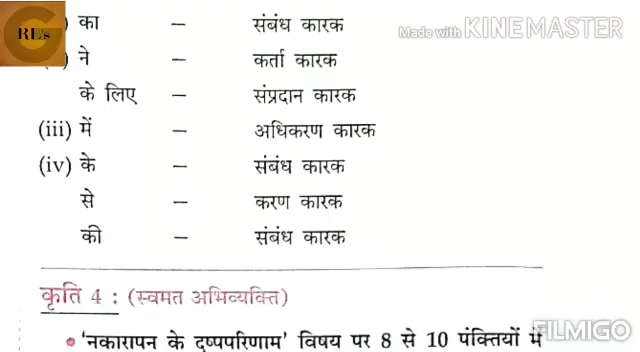 RL's
Made with KINEMASTER
) का – संबंध कारक
) ने – कर्ता कारक
के लिए – संप्रदान कारक
(iii) में – अधिकरण कारक
(iv) के – संबंध कारक
से – करण कारक
की – संबंध कारक
कृति 4 : (स्वमत अभिव्यक्ति)
• 'नकारापन के दुष्परिणाम' विषय पर 8 से 10 पंक्तियों में
FILMIGO